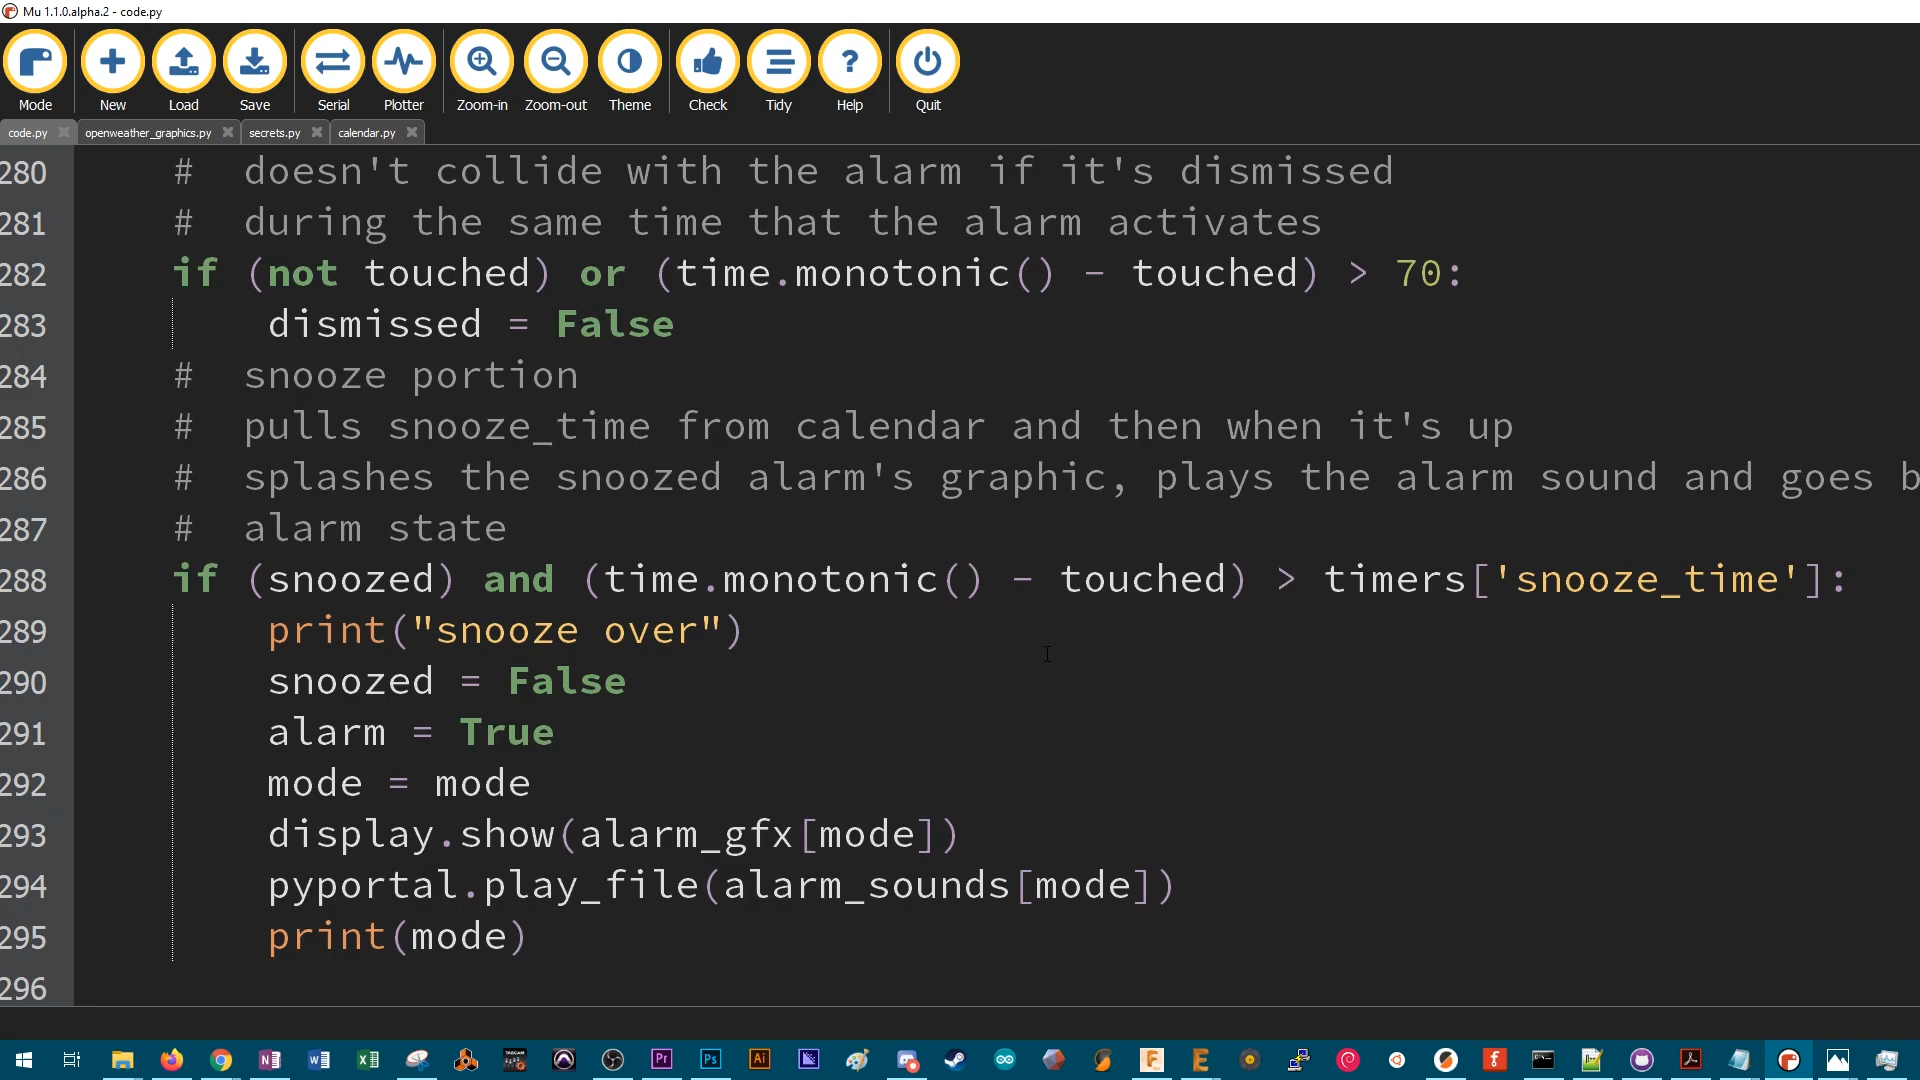 Mu 1.1.0.alpha.2 - code.py
Mode New Load Save Serial Plotter Zoom-in Zoom-out Theme Check Tidy Help Quit
code.py openweather_graphics.py secrets.py calendar.py
280 # doesn't collide with the alarm if it's dismissed
281 # during the same time that the alarm activates
282 if (not touched) or (time.monotonic() - touched) > 70:
283 dismissed = False
284 # snooze portion
285 # pulls snooze_time from calendar and then when it's up
286 # splashes the snoozed alarm's graphic, plays the alarm sound and goes b
287 # alarm state
288 if (snoozed) and (time.monotonic() - touched) > timers['snooze_time']:
289 print("snooze over")
290 snoozed = False
291 alarm = True
292 mode = mode
293 display.show(alarm_gfx[mode])
294 pyportal.play_file(alarm_sounds[mode])
295 print(mode)
296